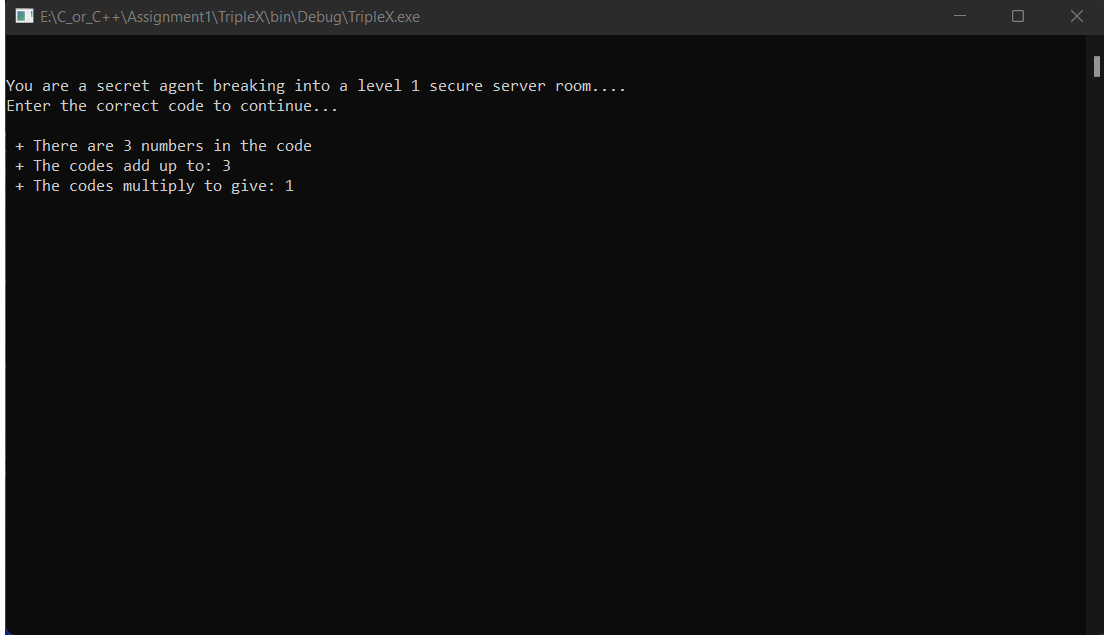 E:\C_or_C++\Assignment1\TripleX\bin\Debug\TripleX.exe
You are a secret agent breaking into a level 1 secure server room....
Enter the correct code to continue...
+ There are 3 numbers in the code
+ The codes add up to: 3
+ The codes multiply to give: 1